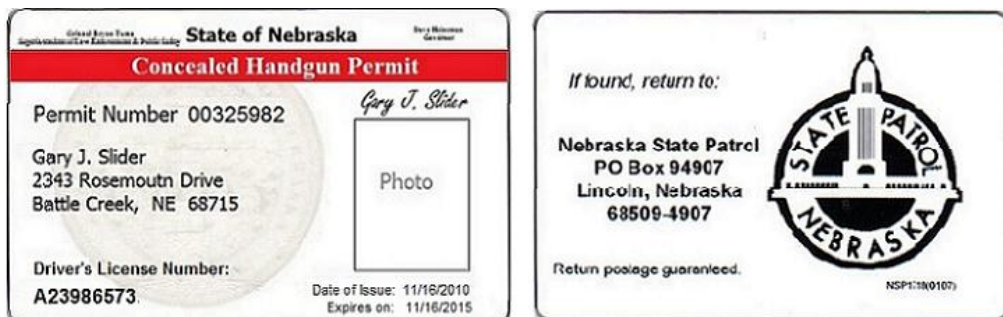 State of Nebraska
Governor
Concealed Handgun Permit
Permit Number 00325982
Gary J. Slider
Gary J. Slider
2343 Rosemoutn Drive
Battle Creek, NE 68715
Photo
Driver's License Number:
A23986573
Date of Issue: 11/16/2010
Expires on: 11/16/2015
If found, return to:
Nebraska State Patrol
PO Box 94907
Lincoln, Nebraska
68509-4907
Return postage guaranteed.
STATE PATROL
NEBRASKA